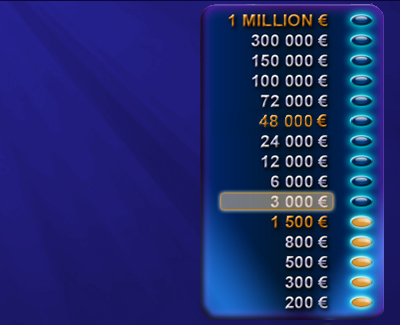 1 MILLION €
300 000 €
150 000 €
100 000 €
72 000 €
48 000 €
24 000 €
12 000 €
6 000 €
3 000 €
1 500 €
800 €
500 €
300 €
200 €